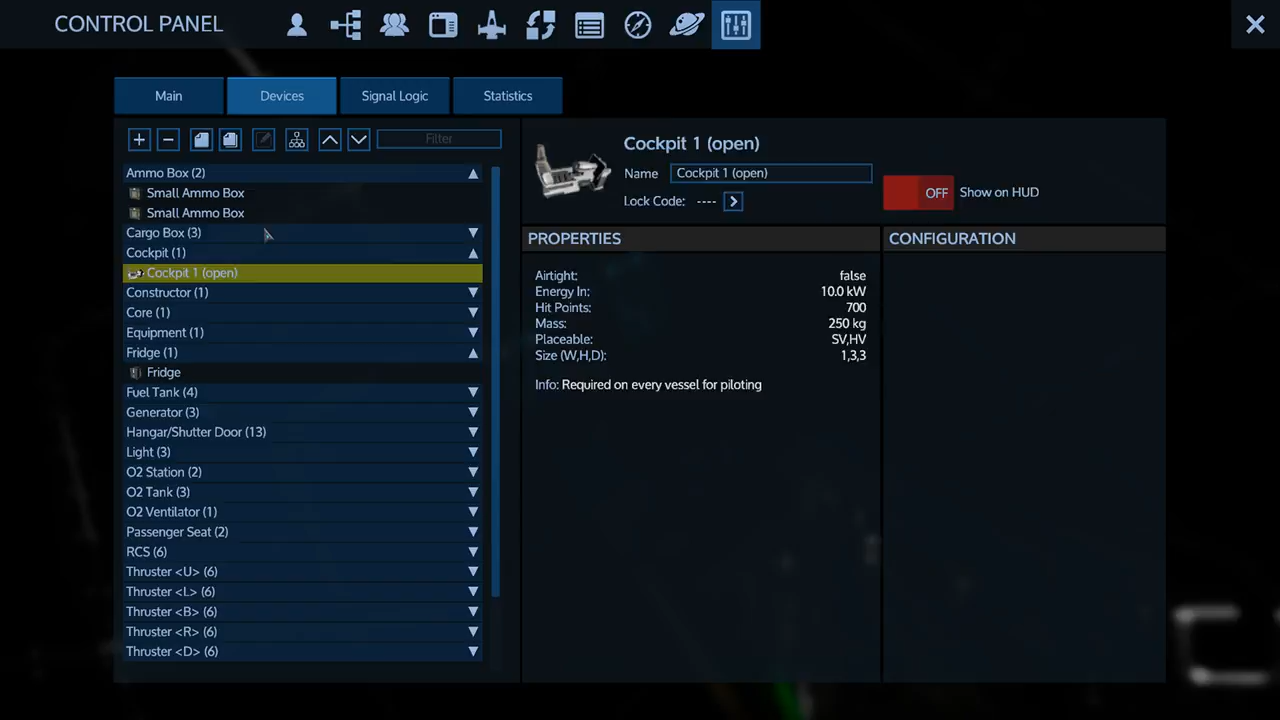 CONTROL PANEL
Main
Devices
Signal Logic
Statistics
Filter
Ammo Box (2)
Small Ammo Box
Small Ammo Box
Cargo Box (3)
Cockpit (1)
Cockpit 1 (open)
Constructor (1)
Core (1)
Equipment (1)
Fridge (1)
Fridge
Fuel Tank (4)
Generator (3)
Hangar/Shutter Door (13)
Light (3)
O2 Station (2)
O2 Tank (3)
O2 Ventilator (1)
Passenger Seat (2)
RCS (6)
Thruster <U> (6)
Thruster <L> (6)
Thruster <B> (6)
Thruster <R> (6)
Thruster <D> (6)
Cockpit 1 (open)
Name Cockpit 1 (open)
Lock Code: ----
OFF Show on HUD
PROPERTIES
Airtight: false
Energy In: 10.0 kW
Hit Points: 700
Mass: 250 kg
Placeable: SV,HV
Size (W,H,D): 1,3,3
Info: Required on every vessel for piloting
CONFIGURATION